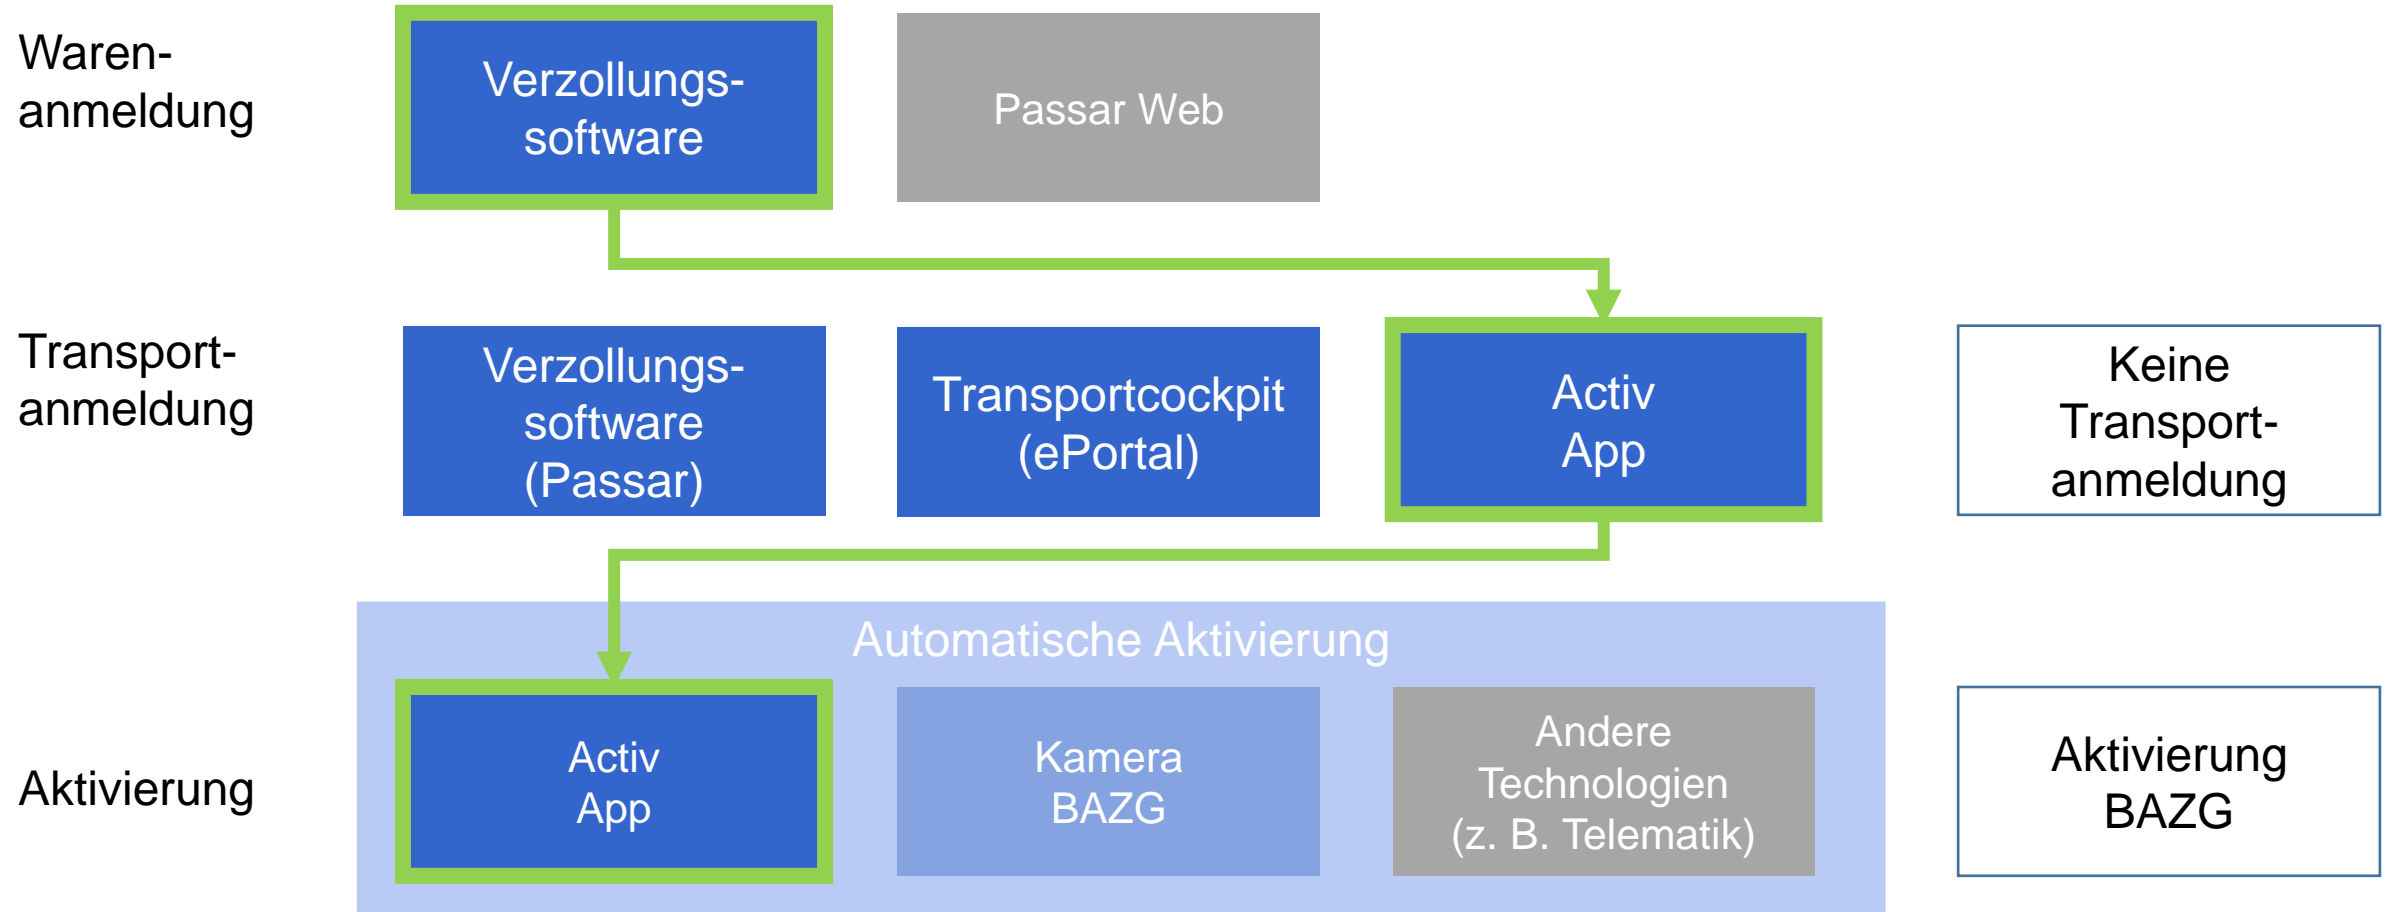 Waren-
anmeldung
Verzollungs-
software
Passar Web
Transport-
anmeldung
Verzollungs-
software
(Passar)
Transportcockpit
(ePortal)
Activ
App
Keine
Transport-
anmeldung
Automatische Aktivierung
Aktivierung
Activ
App
Kamera
BAZG
Andere
Technologien
(z. B. Telematik)
Aktivierung
BAZG